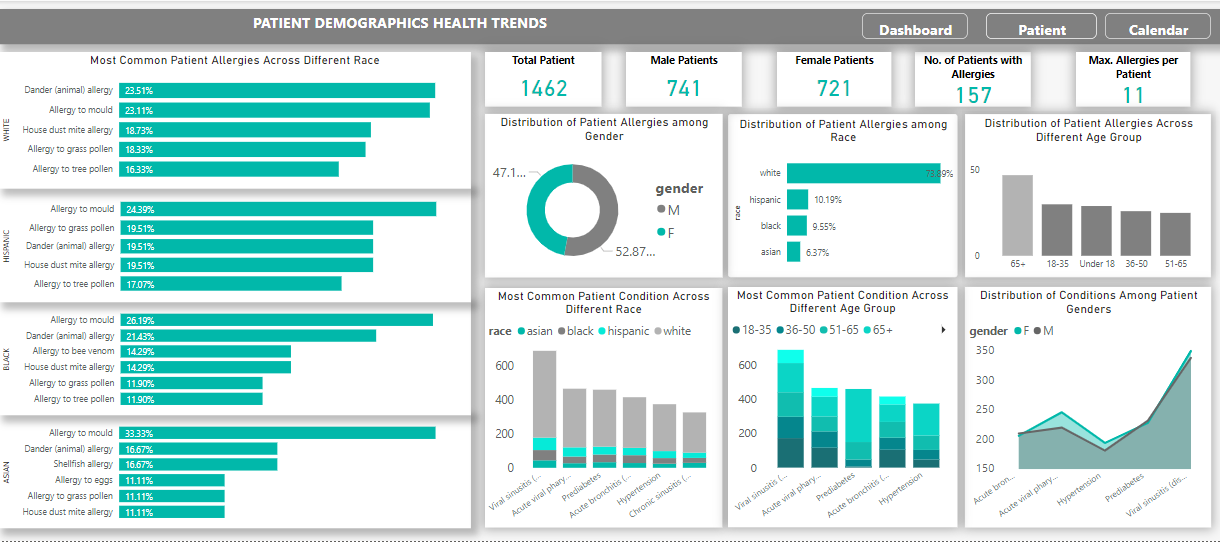 PATIENT DEMOGRAPHICS HEALTH TRENDS
Dashboard
Patient
Calendar
Most Common Patient Allergies Across Different Race
WHITE
Dander (animal) allergy
23.51%
Allergy to mould
23.11%
House dust mite allergy
18.73%
Allergy to grass pollen
18.33%
Allergy to tree pollen
16.33%
HISPANIC
Allergy to mould
24.39%
Allergy to grass pollen
19.51%
Dander (animal) allergy
19.51%
House dust mite allergy
19.51%
Allergy to tree pollen
17.07%
BLACK
Allergy to mould
26.19%
Dander (animal) allergy
21.43%
Allergy to bee venom
14.29%
House dust mite allergy
14.29%
Allergy to grass pollen
11.90%
Allergy to tree pollen
11.90%
ASIAN
Allergy to mould
33.33%
Dander (animal) allergy
16.67%
Shellfish allergy
16.67%
Allergy to eggs
11.11%
Allergy to grass pollen
11.11%
House dust mite allergy
11.11%
Total Patient
1462
Male Patients
741
Female Patients
721
No. of Patients with
Allergies
157
Max. Allergies per
Patient
11
Distribution of Patient Allergies among
Gender
47.1...
52.87...
gender
M
F
Distribution of Patient Allergies among
Race
race
white
73.89%
hispanic
10.19%
black
9.55%
asian
6.37%
Distribution of Patient Allergies Across
Different Age Group
50
0
65+
18-35
Under 18
36-50
51-65
Most Common Patient Condition Across
Different Race
race asian black hispanic white
600
400
200
0
Viral sinusitis (...
Acute viral phary...
Prediabetes
Acute bronchitis (...
Hypertension
Chronic sinusitis (...
Most Common Patient Condition Across
Different Age Group
18-35 36-50 51-65 65+
600
400
200
0
Viral sinusitis (...
Acute viral phary...
Prediabetes
Acute bronchitis (...
Hypertension
Distribution of Conditions Among Patient
Genders
gender F M
350
300
250
200
150
Acute bron...
Acute viral phary...
Hypertension
Prediabetes
Viral sinusitis (dis...